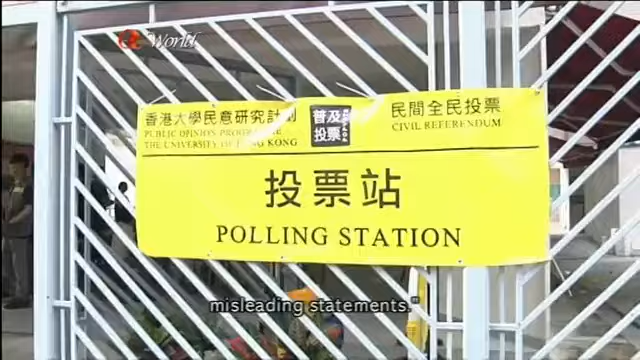 World
香港大學民意研究計劃
PUBLIC OPINION PROGRAMME
THE UNIVERSITY OF HONG KONG
普及
投票
POPVOTE
民間全民投票
CIVIL REFERENDUM
投票站
POLLING STATION
misleading statements."